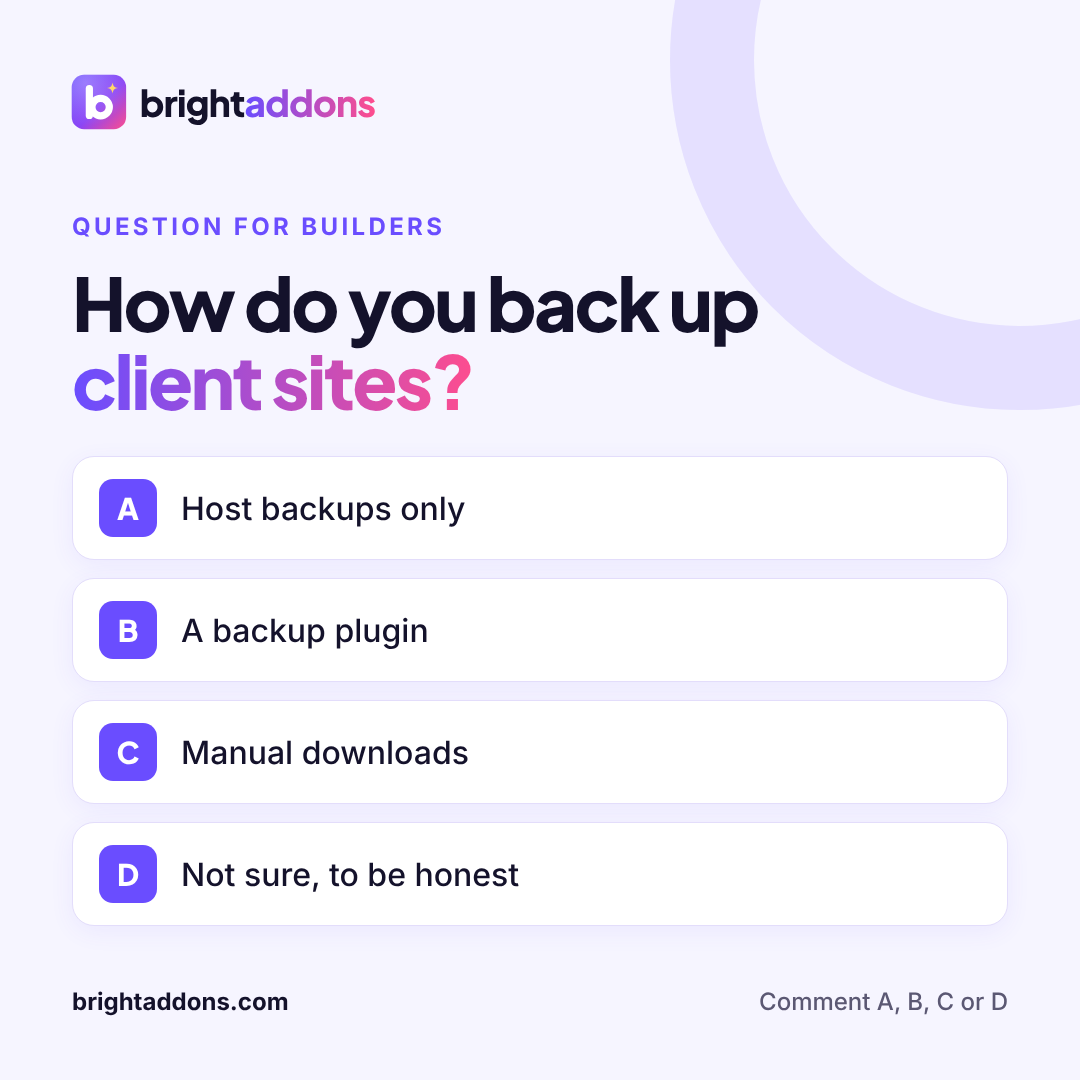 brightaddons
QUESTION FOR BUILDERS
How do you back up
client sites?
A Host backups only
B A backup plugin
C Manual downloads
D Not sure, to be honest
brightaddons.com
Comment A, B, C or D